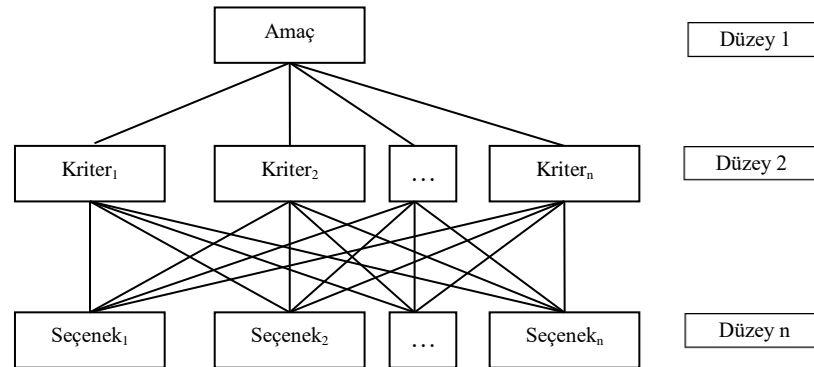 Amaç Düzey 1
Kriter₁ Kriter₂ … Kriterₙ Düzey 2
Seçenek₁ Seçenek₂ … Seçenekₙ Düzey n